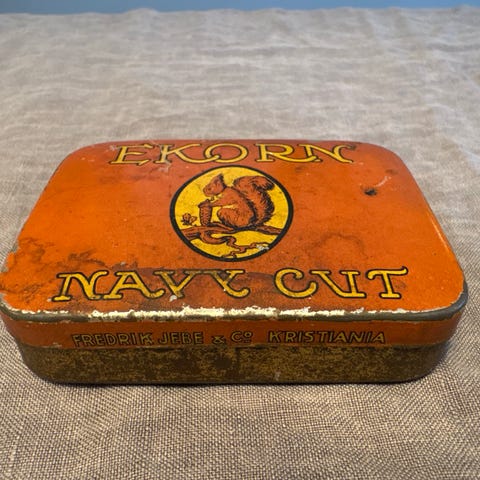 EKORN
NAVY CUT
FREDRIK JEBE & Co KRISTIANIA